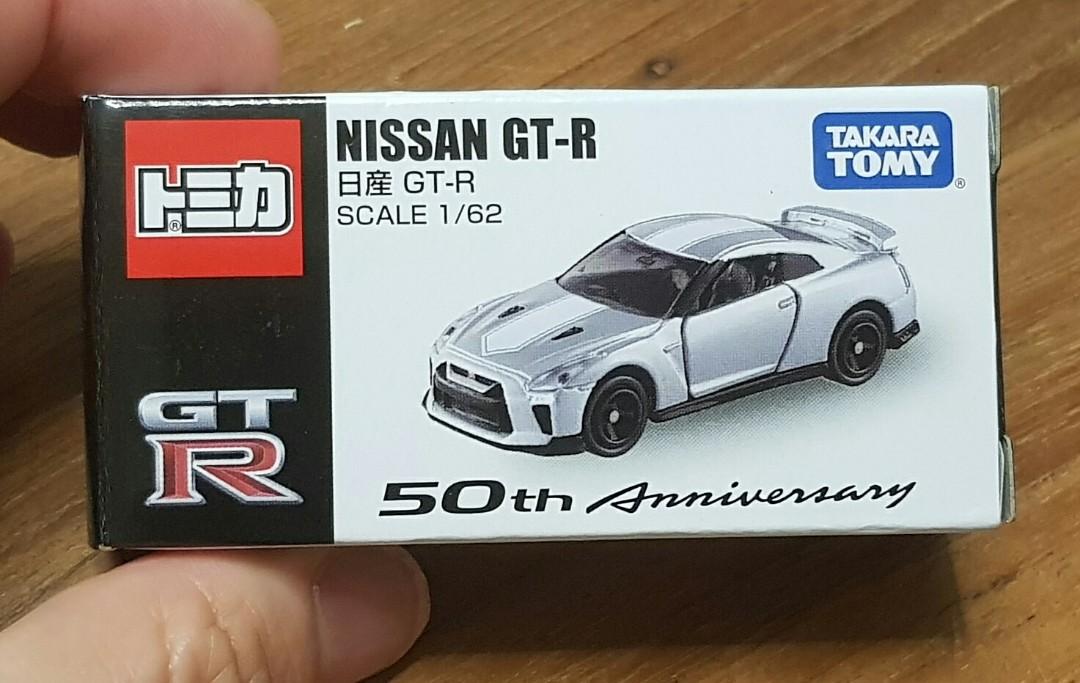 トミカ
®
GT
R
NISSAN GT-R
日産 GT-R
SCALE 1/62
TAKARA
TOMY
®
50th Anniversary